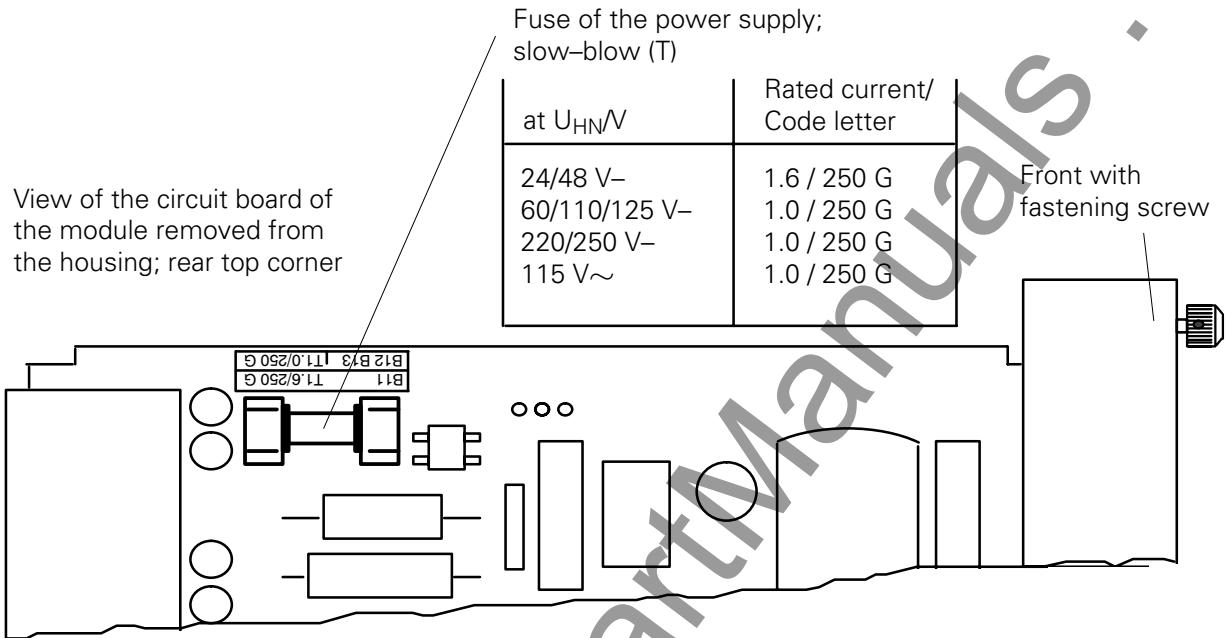 Fuse of the power supply;
slow–blow (T)
at UHN/V
Rated current/
Code letter
24/48 V–
1.6 / 250 G
60/110/125 V–
1.0 / 250 G
220/250 V–
1.0 / 250 G
115 V~
1.0 / 250 G
View of the circuit board of
the module removed from
the housing; rear top corner
Front with
fastening screw
B11 T1.6/250 G
B12 B13 T1.0/250 G
artManuals .